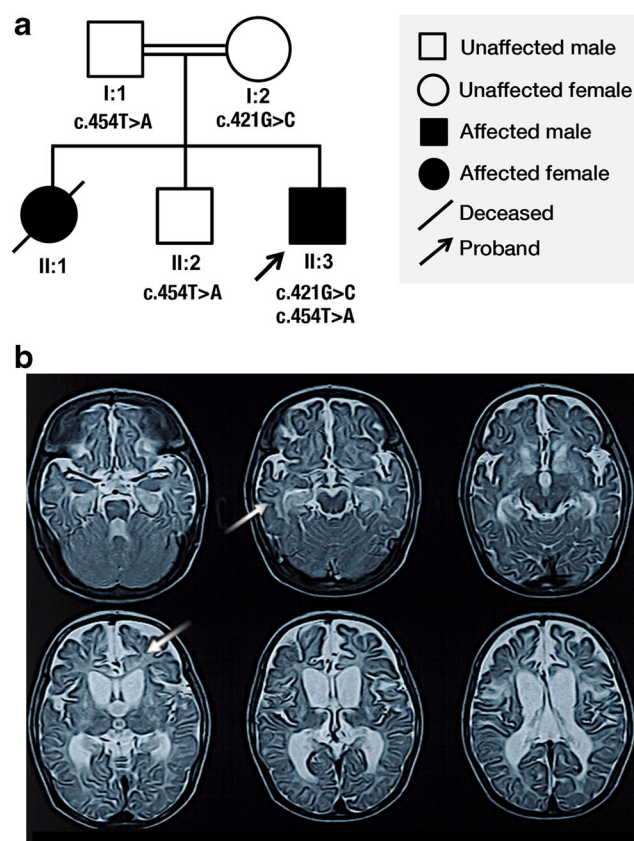 a
I:1
c.454T>A
I:2
c.421G>C
II:1
II:2
c.454T>A
II:3
c.421G>C
c.454T>A
Unaffected male
Unaffected female
Affected male
Affected female
Deceased
Proband
b